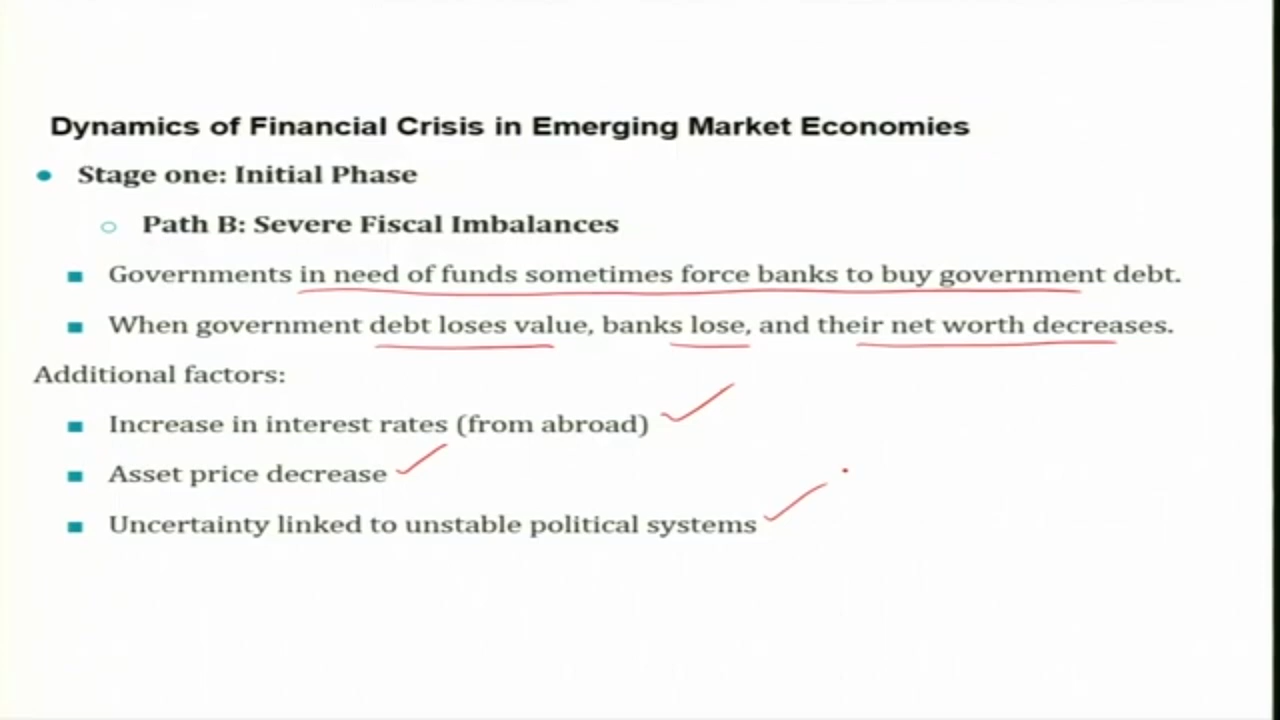 Dynamics of Financial Crisis in Emerging Market Economies
Stage one: Initial Phase
Path B: Severe Fiscal Imbalances
Governments in need of funds sometimes force banks to buy government debt.
When government debt loses value, banks lose, and their net worth decreases.
Additional factors:
Increase in interest rates (from abroad)
Asset price decrease
Uncertainty linked to unstable political systems